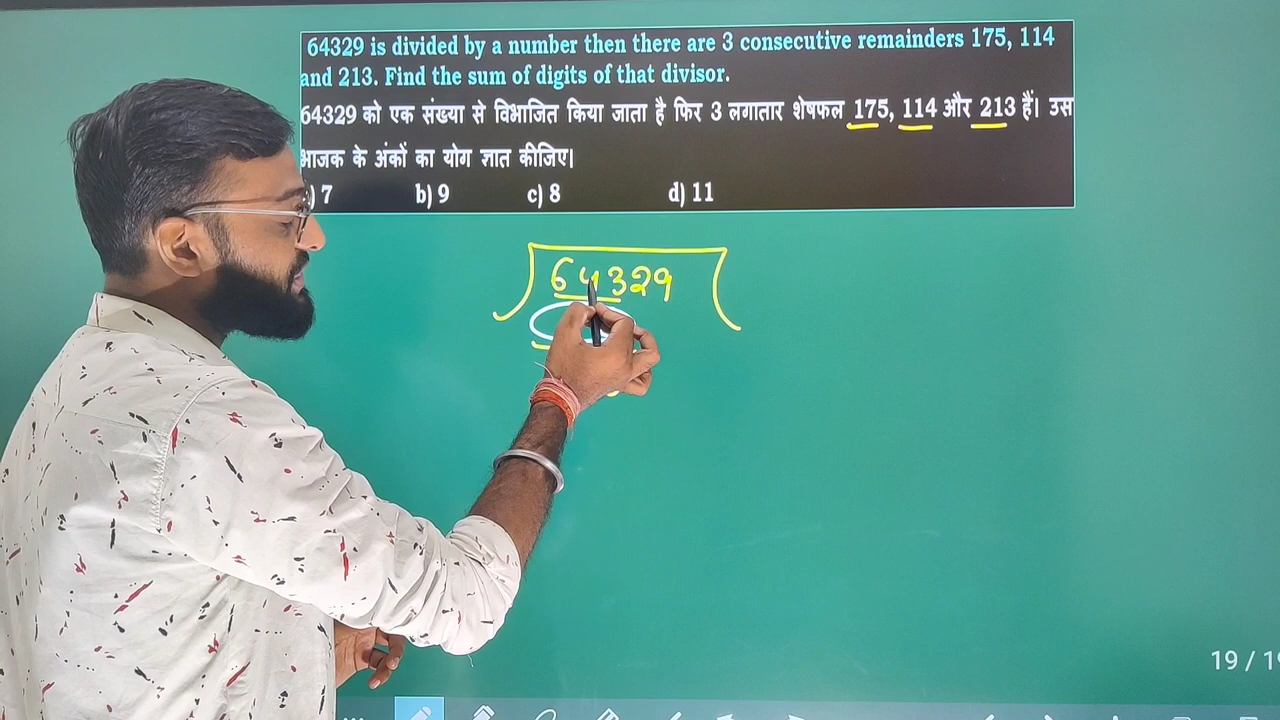 64329 is divided by a number then there are 3 consecutive remainders 175, 114
and 213. Find the sum of digits of that divisor.
64329 को एक संख्या से विभाजित किया जाता है फिर 3 लगातार शेषफल 175, 114 और 213 हैं। उस
भाजक के अंकों का योग ज्ञात कीजिए।
) 7 b) 9 c) 8 d) 11
64329
19 / 19